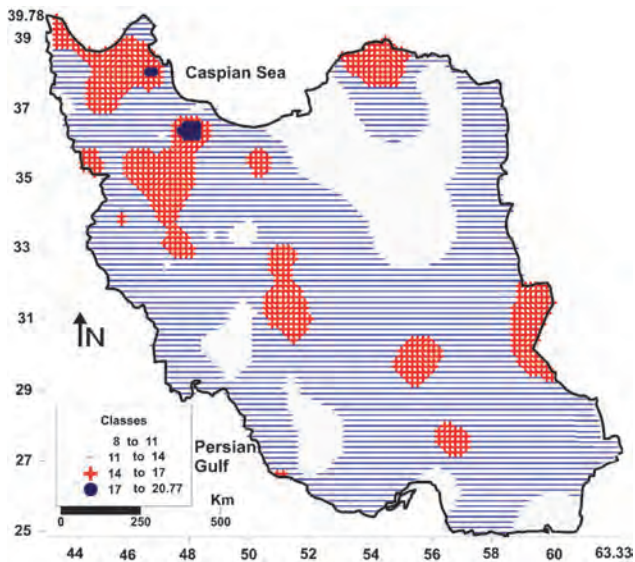 39.78
39
37
35
33
31
29
27
25
Caspian Sea
N
Classes
8 to 11
11 to 14
14 to 17
17 to 20.77
Persian
Gulf
Km
0 250 500
44 46 48 50 52 54 56 58 60 63.33